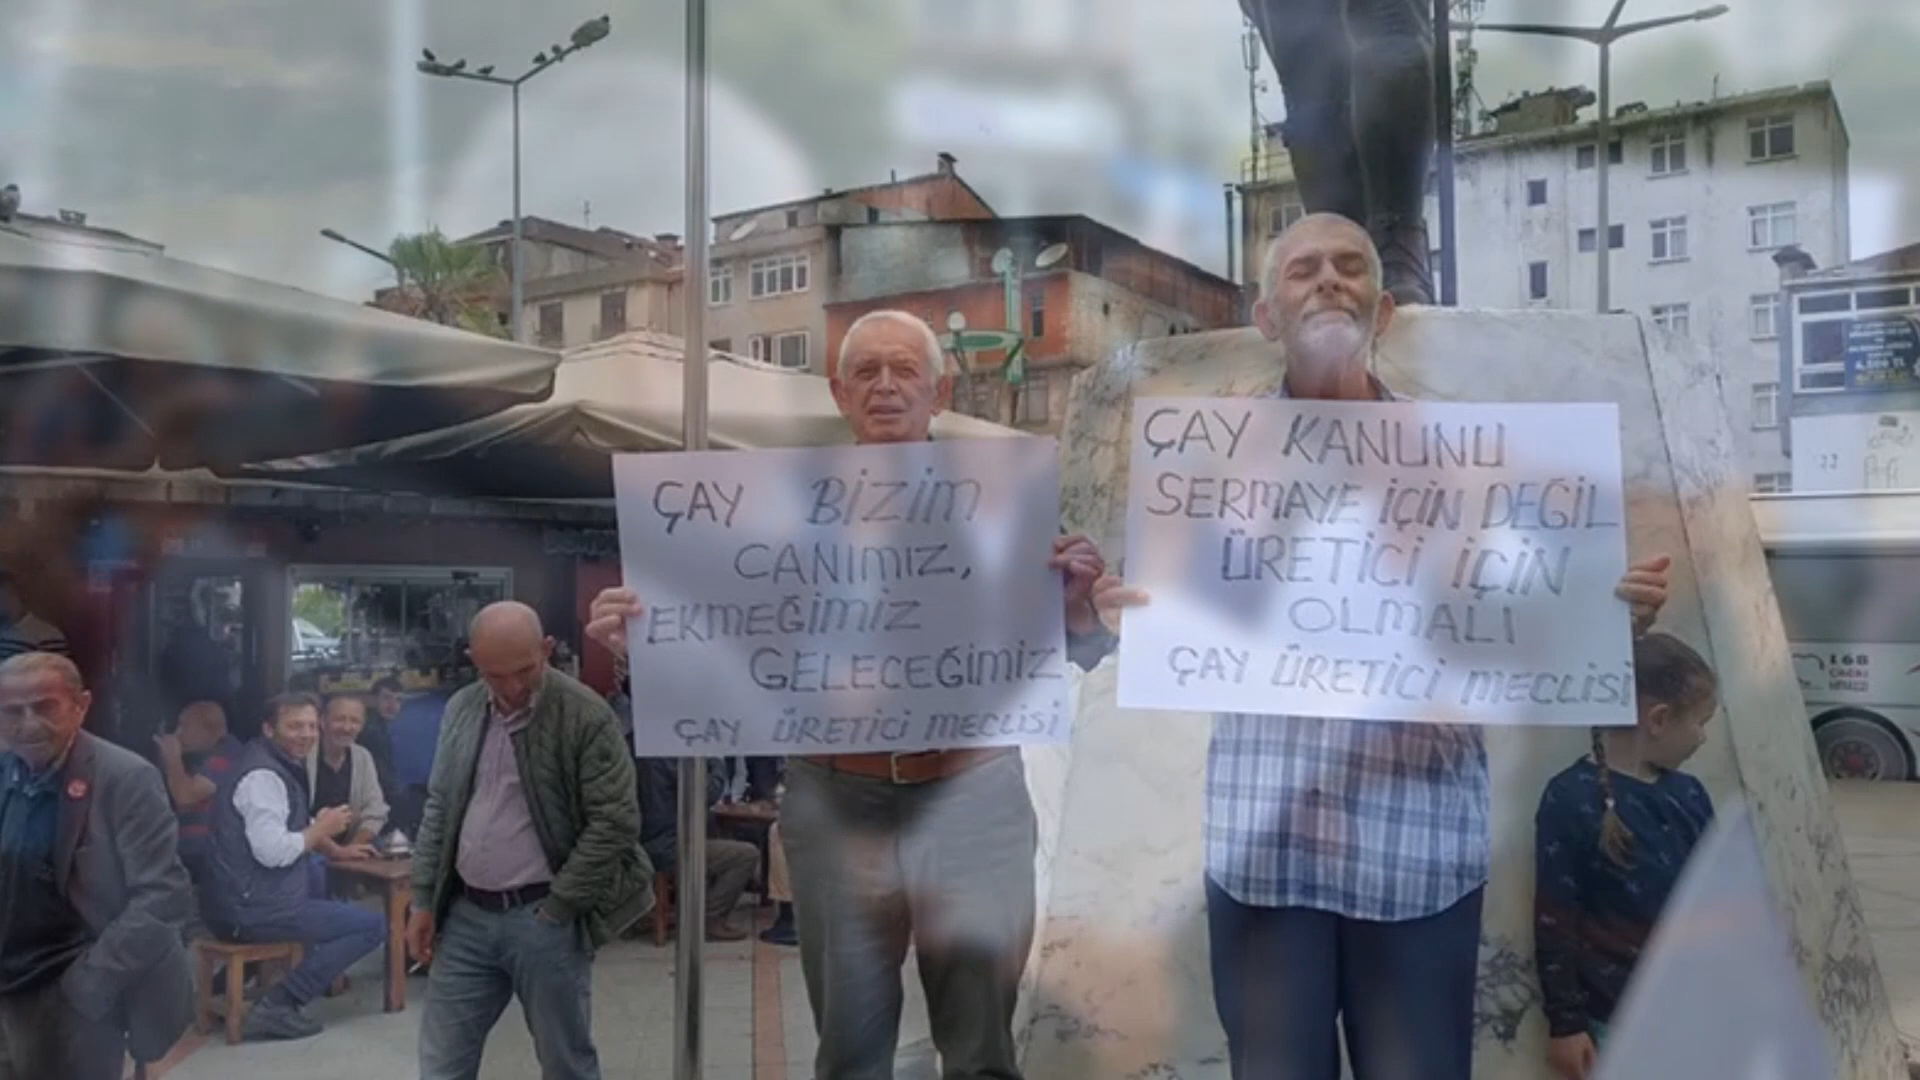 ÇAY BİZİM
CANIMIZ,
EKMEĞİMİZ
GELECEĞİMİZ
ÇAY ÜRETİCİ MECLİSİ
ÇAY KANUNU
SERMAYE İÇİN DEĞİL
ÜRETİCİ İÇİN
OLMALI
ÇAY ÜRETİCİ MECLİSİ
168